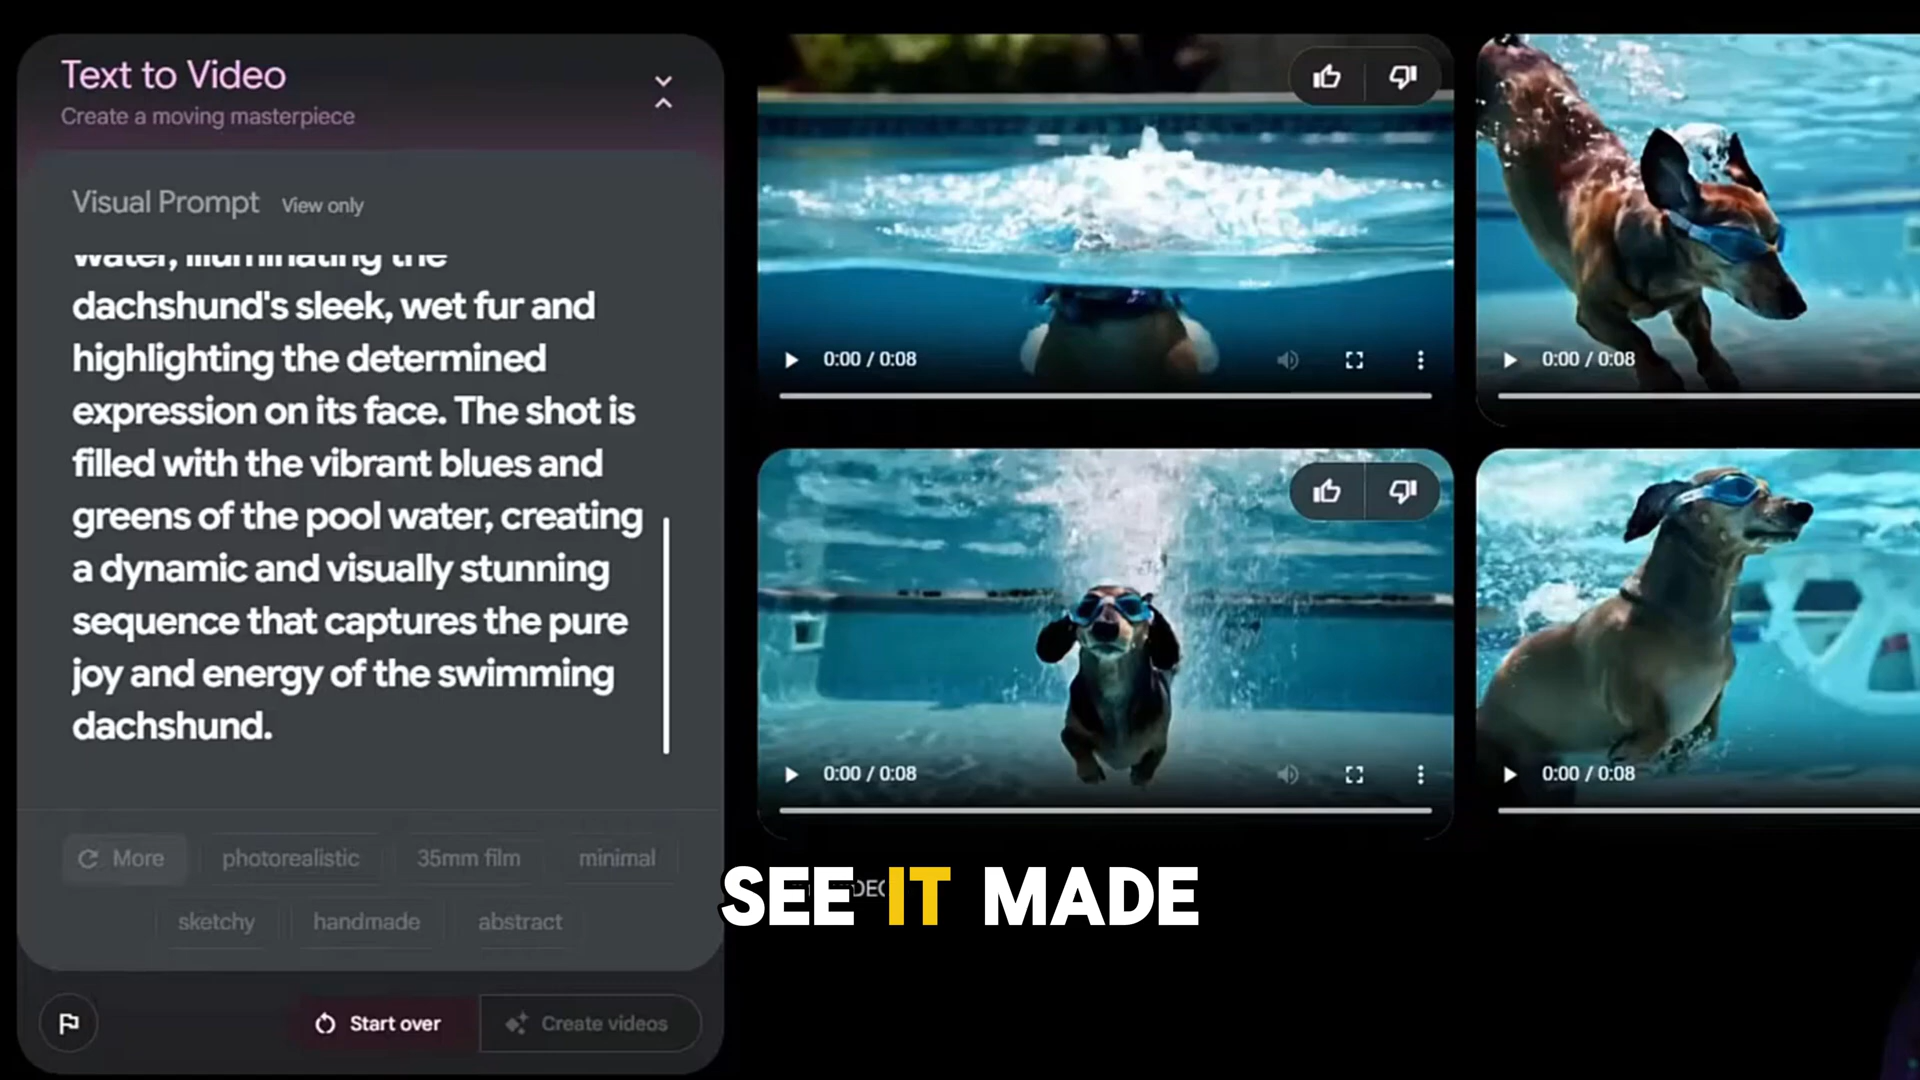 Text to Video
Create a moving masterpiece
Visual Prompt View only
water, illuminating the
dachshund's sleek, wet fur and
highlighting the determined
expression on its face. The shot is
filled with the vibrant blues and
greens of the pool water, creating
a dynamic and visually stunning
sequence that captures the pure
joy and energy of the swimming
dachshund.
More photorealistic 35mm film minimal
sketchy handmade abstract
Start over Create videos
0:00 / 0:08
0:00 / 0:08
0:00 / 0:08
0:00 / 0:08
SEE IT MADE